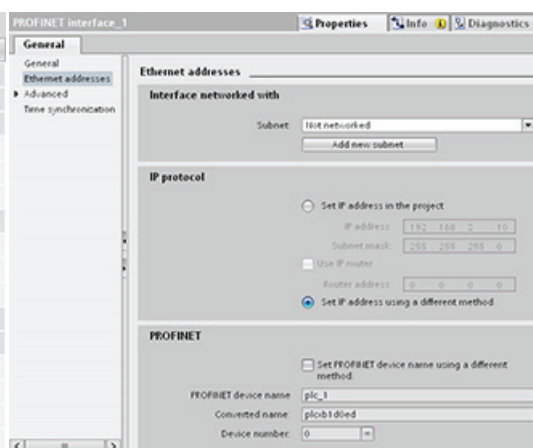 PROFINET interface_1
Properties
Info
Diagnostics
General
General
Ethernet addresses
Advanced
Time synchronization
Ethernet addresses
Interface networked with
Subnet:
Not networked
Add new subnet
IP protocol
Set IP address in the project
IP address:
192 . 168 . 2 . 10
Subnet mask:
255 . 255 . 255 . 0
Use IP router
Router address:
0 . 0 . 0 . 0
Set IP address using a different method
PROFINET
Set PROFINET device name using a different
method.
PROFINET device name
plc_1
Converted name:
plcxb1d0ed
Device number:
0